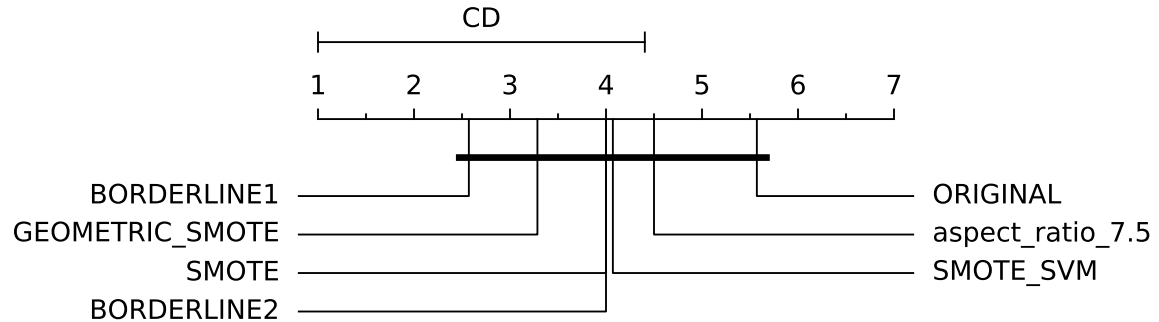 CD
1 2 3 4 5 6 7
BORDERLINE1 ORIGINAL
GEOMETRIC_SMOTE aspect_ratio_7.5
SMOTE SMOTE_SVM
BORDERLINE2